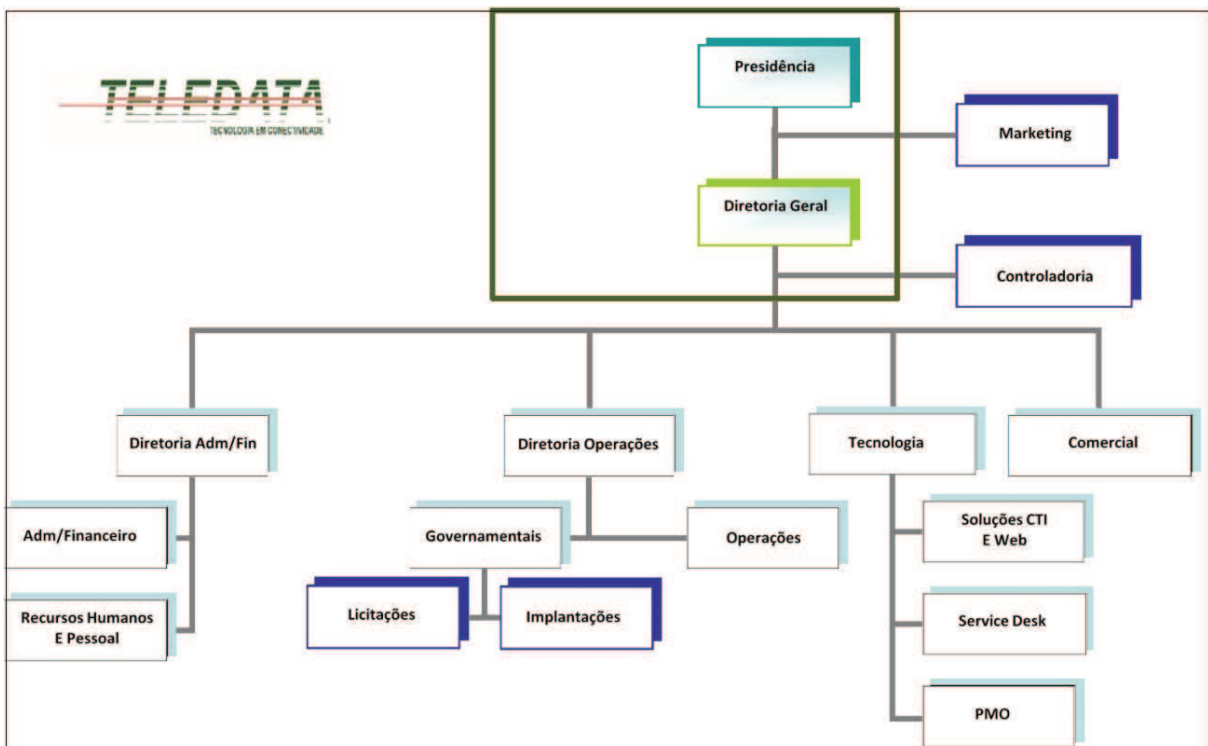 TELEDATA
TECNOLOGIA EM CONECTIVIDADE
Presidência
Marketing
Diretoria Geral
Controladoria
Diretoria Adm/Fin
Diretoria Operações
Tecnologia
Comercial
Adm/Financeiro
Governamentais
Operações
Soluções CTI
E Web
Licitações
Implantações
Recursos Humanos
E Pessoal
Service Desk
PMO